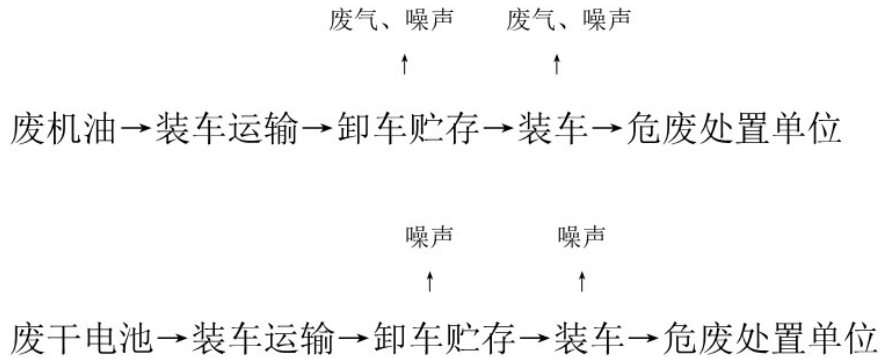 废气、噪声 废气、噪声
↑ ↑
废机油→装车运输→卸车贮存→装车→危废处置单位
噪声 噪声
↑ ↑
废干电池→装车运输→卸车贮存→装车→危废处置单位